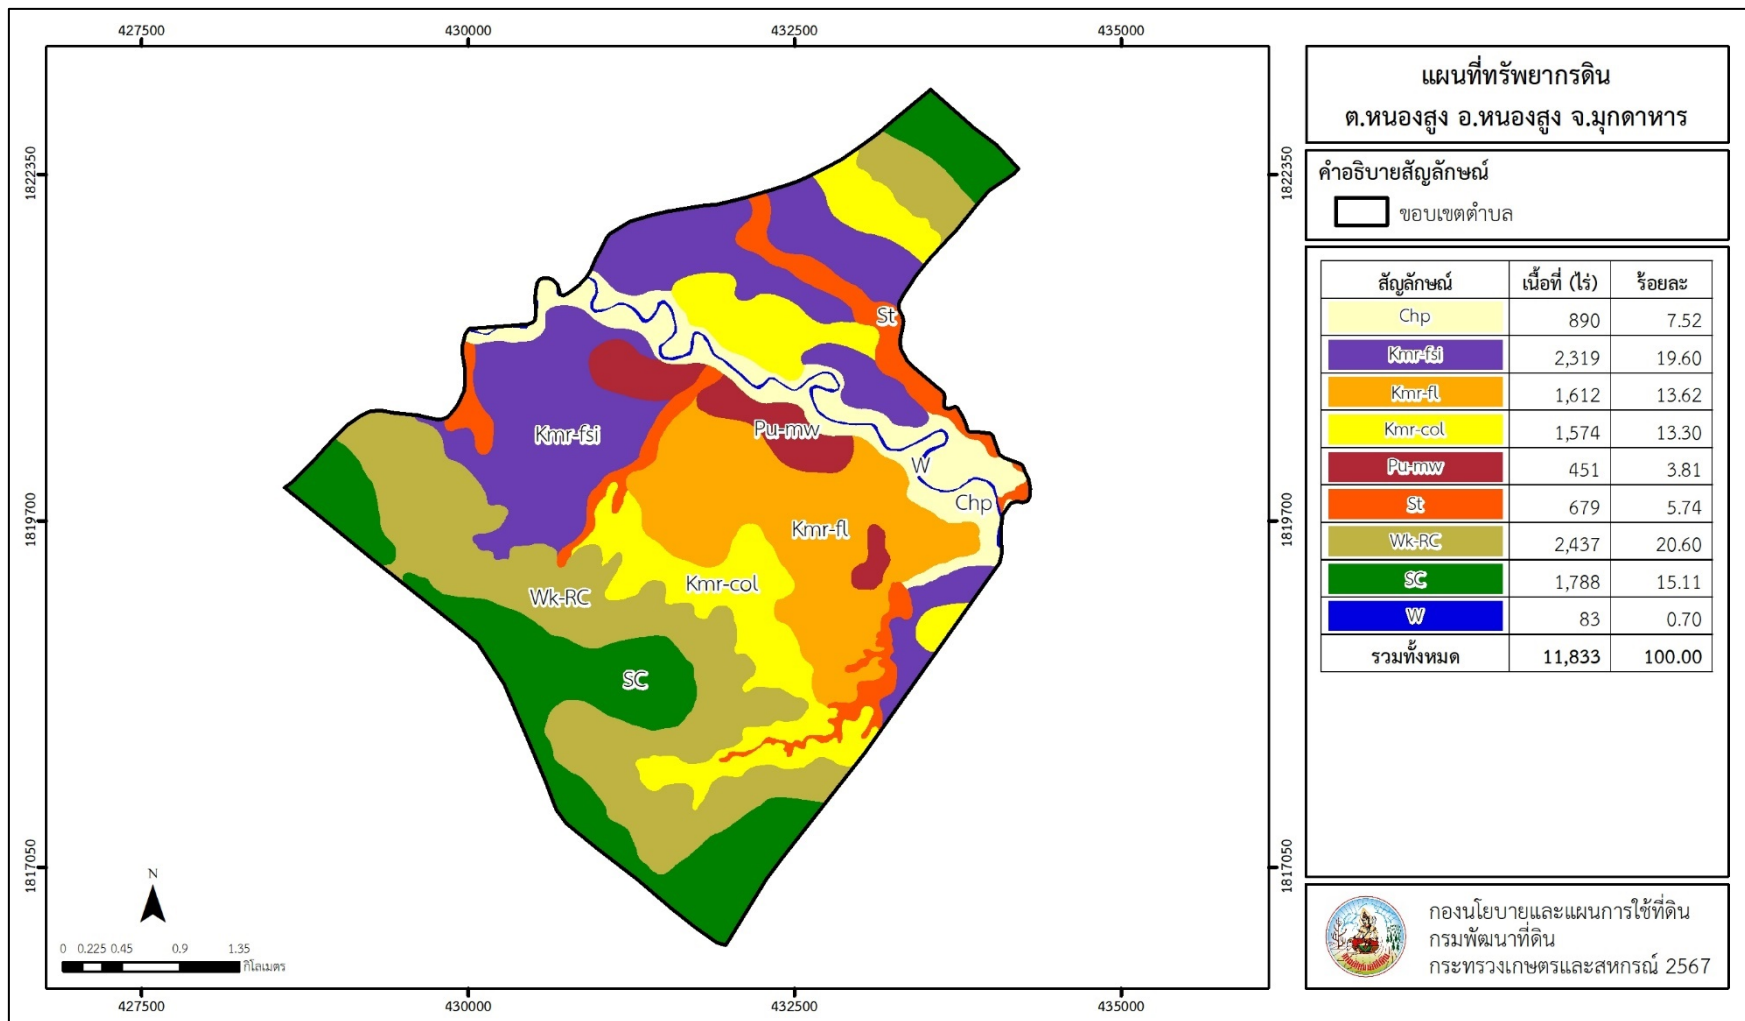 427500 430000 432500 435000
1822350 1822350
1819700 1819700
1817050 1817050
St
Kmr-fsi
Pu-mw
W
Chp
Kmr-fl
Kmr-col
Wk-RC
SC
N
0 0.225 0.45 0.9 1.35
กิโลเมตร
427500 430000 432500 435000
แผนที่ทรัพยากรดิน
ต.หนองสูง อ.หนองสูง จ.มุกดาหาร
คำอธิบายสัญลักษณ์
ขอบเขตตำบล
สัญลักษณ์ เนื้อที่ (ไร่) ร้อยละ
Chp 890 7.52
Kmr-fsi 2,319 19.60
Kmr-fl 1,612 13.62
Kmr-col 1,574 13.30
Pu-mw 451 3.81
St 679 5.74
Wk-RC 2,437 20.60
SC 1,788 15.11
W 83 0.70
รวมทั้งหมด 11,833 100.00
กองนโยบายและแผนการใช้ที่ดิน
กรมพัฒนาที่ดิน
กระทรวงเกษตรและสหกรณ์ 2567